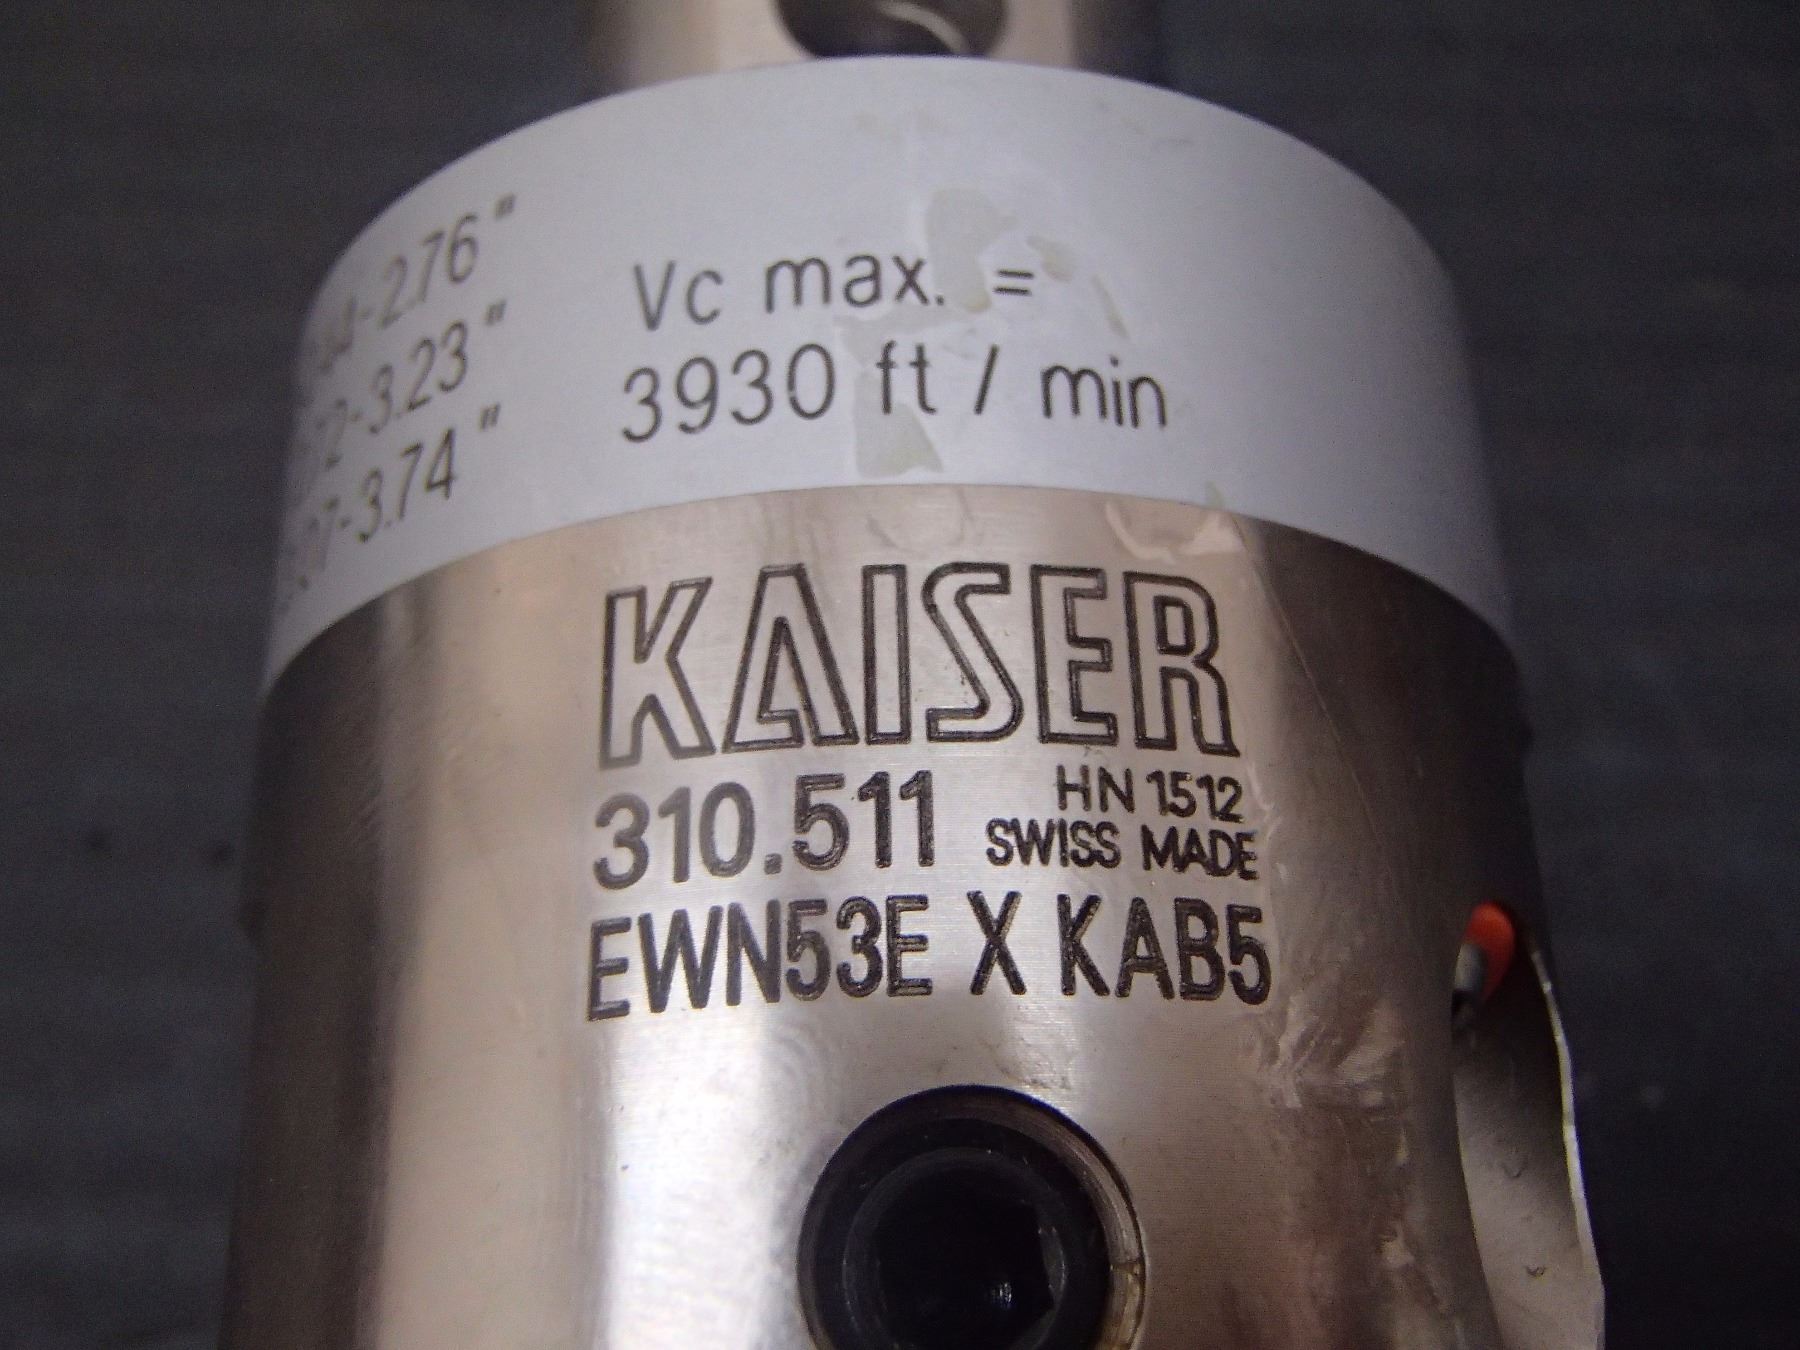 -2.76"
-3.23"
-3.74"
Vc max. =
3930 ft / min
KAISER
310.511
HN 1512
SWISS MADE
EWN53E X KAB5